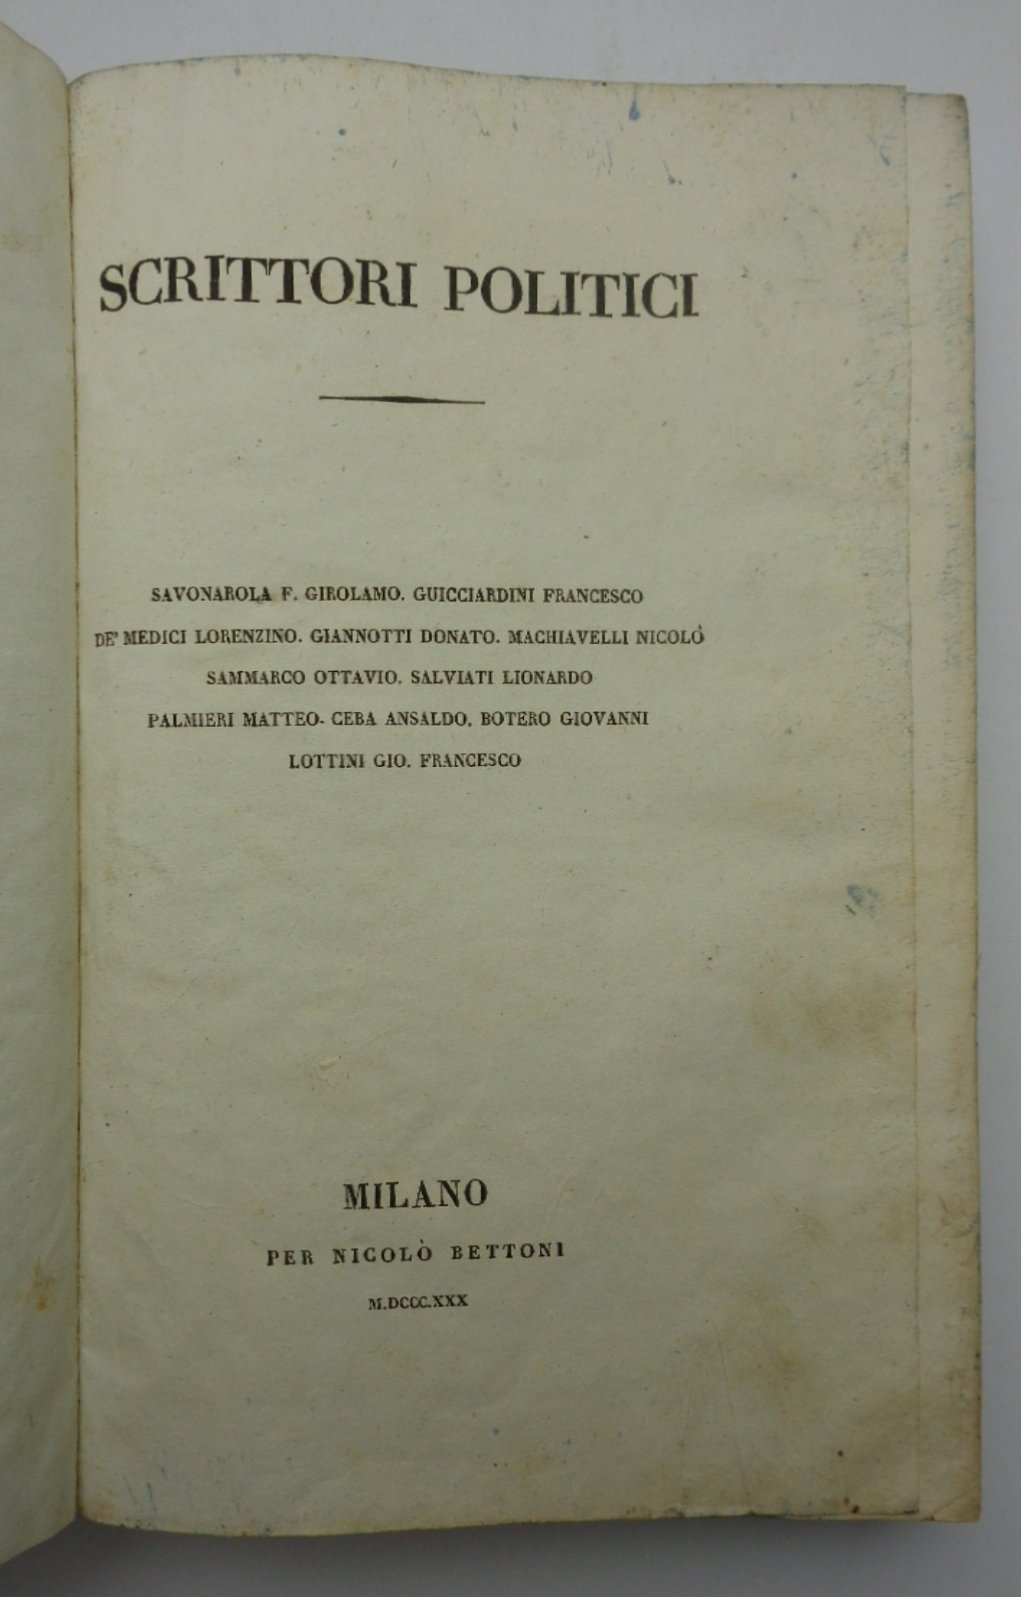 SCRITTORI POLITICI
SAVONAROLA F. GIROLAMO. GUICCIARDINI FRANCESCO
DE' MEDICI LORENZINO. GIANNOTTI DONATO. MACHIAVELLI NICOLÒ
SAMMARCO OTTAVIO. SALVIATI LIONARDO
PALMIERI MATTEO. CEBA ANSALDO. BOTERO GIOVANNI
LOTTINI GIO. FRANCESCO
MILANO
PER NICOLÒ BETTONI
M.DCCC.XXX